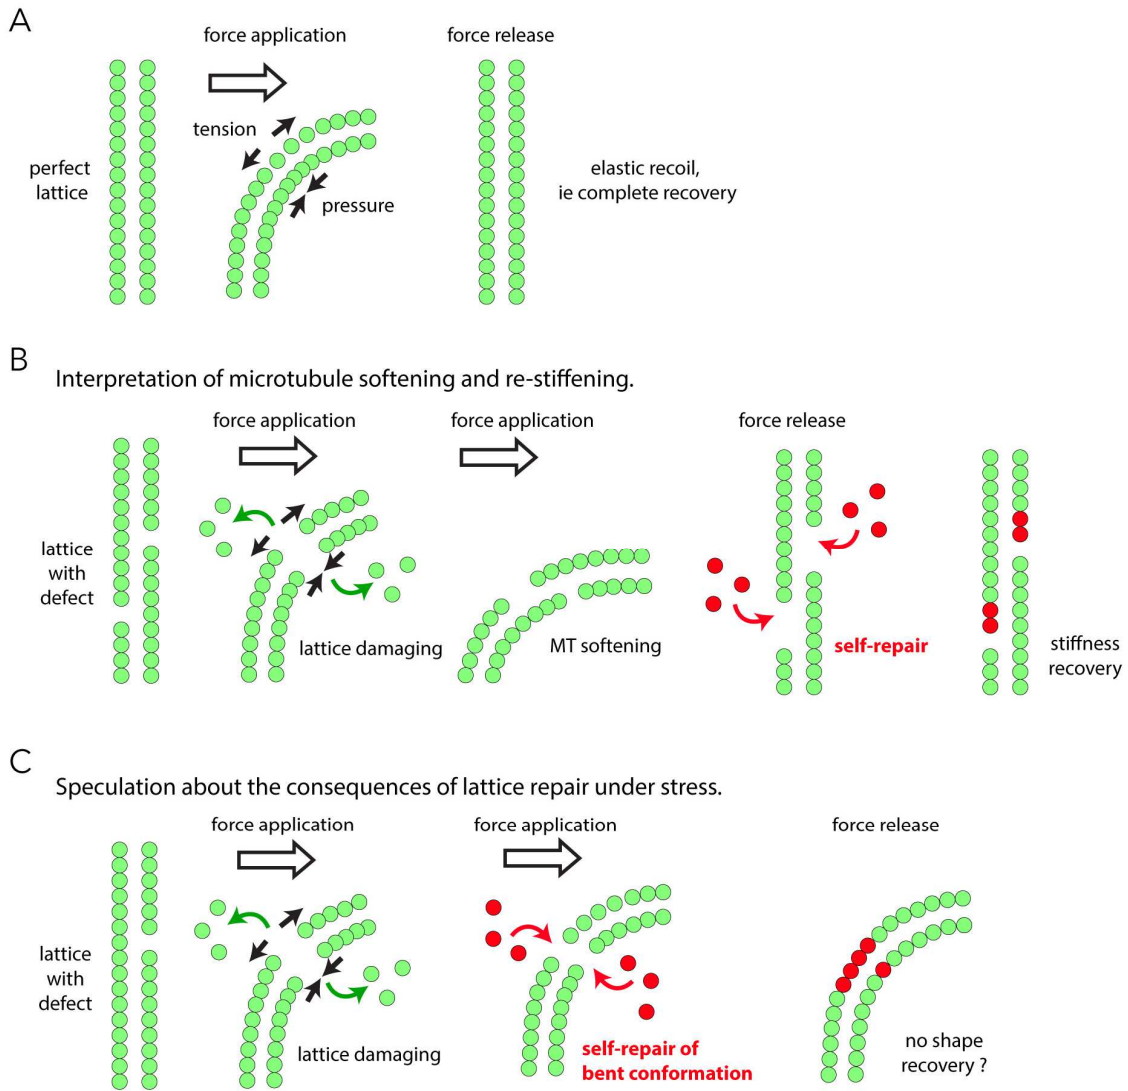 A
force application
force release
tension
perfect
lattice
pressure
elastic recoil,
ie complete recovery
B
Interpretation of microtubule softening and re-stiffening.
force application
force application
force release
lattice
with
defect
lattice damaging
MT softening
self-repair
stiffness
recovery
C
Speculation about the consequences of lattice repair under stress.
force application
force application
force release
lattice
with
defect
lattice damaging
self-repair of
bent conformation
no shape
recovery ?